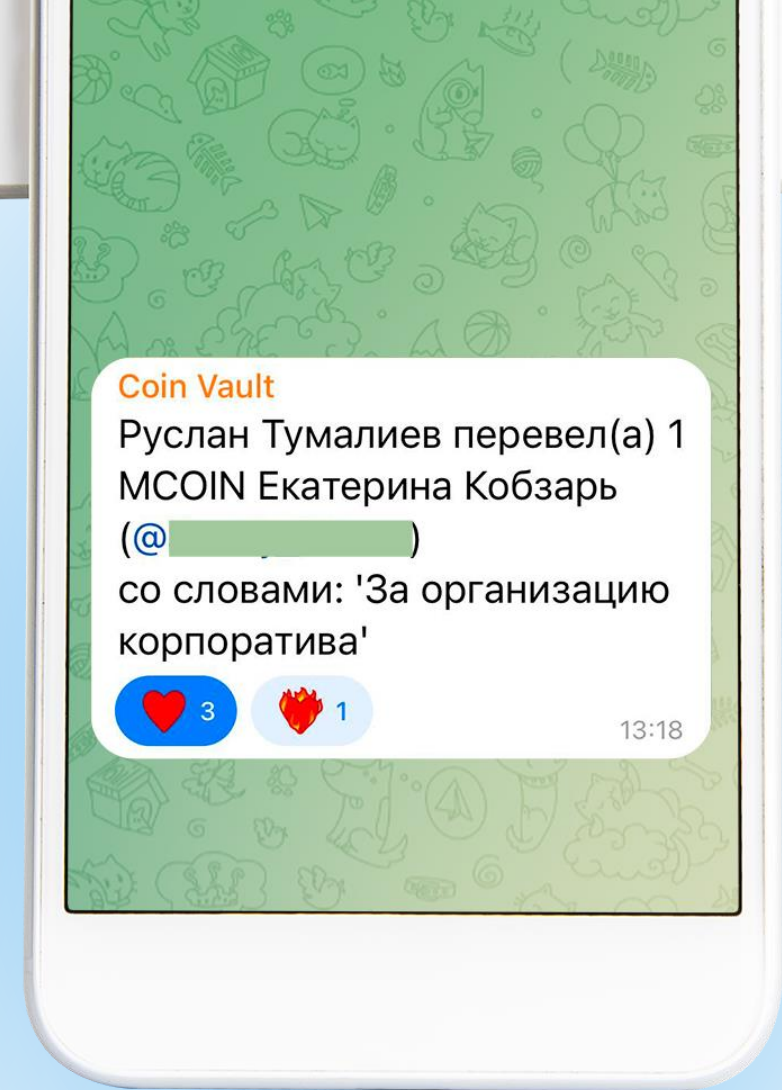 Coin Vault
Руслан Тумалиев перевел(а) 1
MCOIN Екатерина Кобзарь
(@ )
со словами: 'За организацию
корпоратива'
3 1
13:18